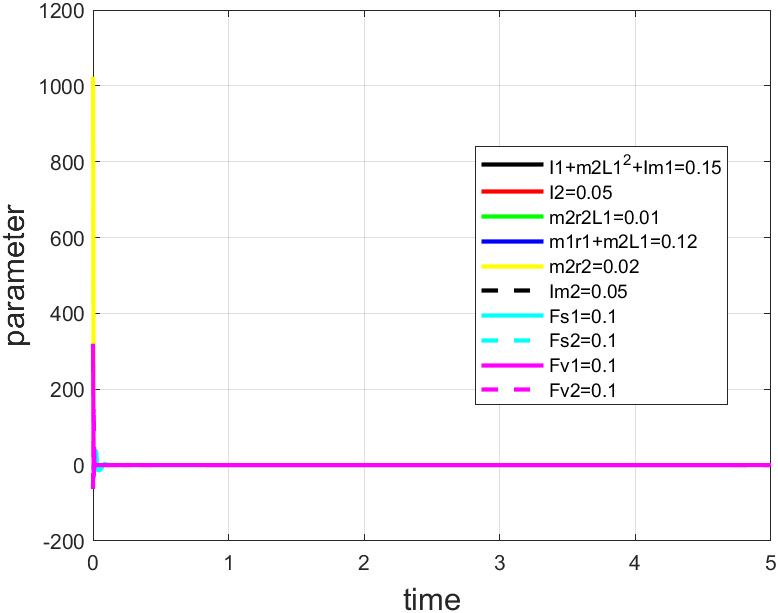 1200
1000
800
600
400
200
0
-200
parameter
I1+m2L1²+Im1=0.15
I2=0.05
m2r2L1=0.01
m1r1+m2L1=0.12
m2r2=0.02
Im2=0.05
Fs1=0.1
Fs2=0.1
Fv1=0.1
Fv2=0.1
0 1 2 3 4 5
time